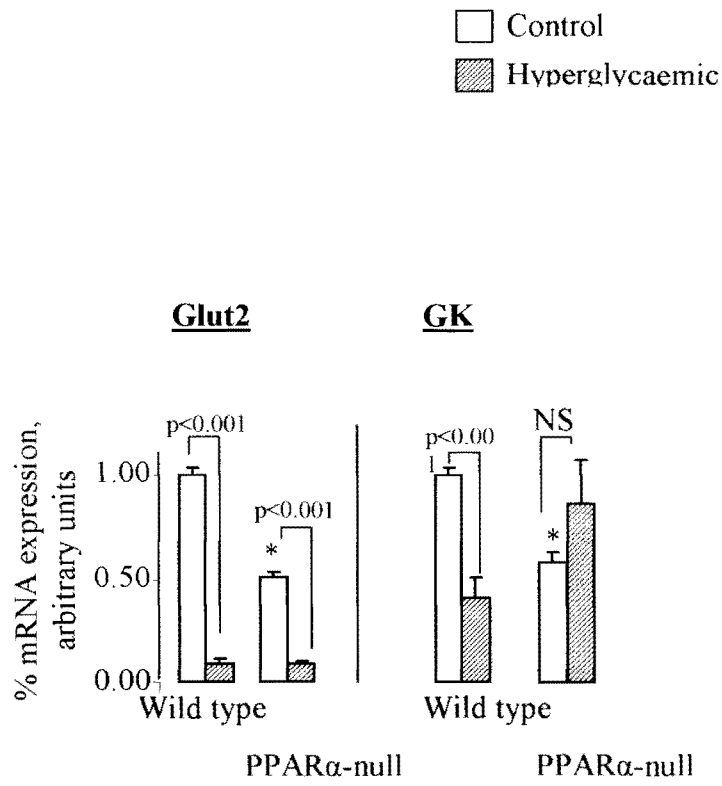 Control
Hyperglycaemic
Glut2
GK
% mRNA expression,
arbitrary units
1.00
0.50
0.00
p<0.001
p<0.001
*
p<0.00
1
NS
*
Wild type
Wild type
PPARα-null
PPARα-null